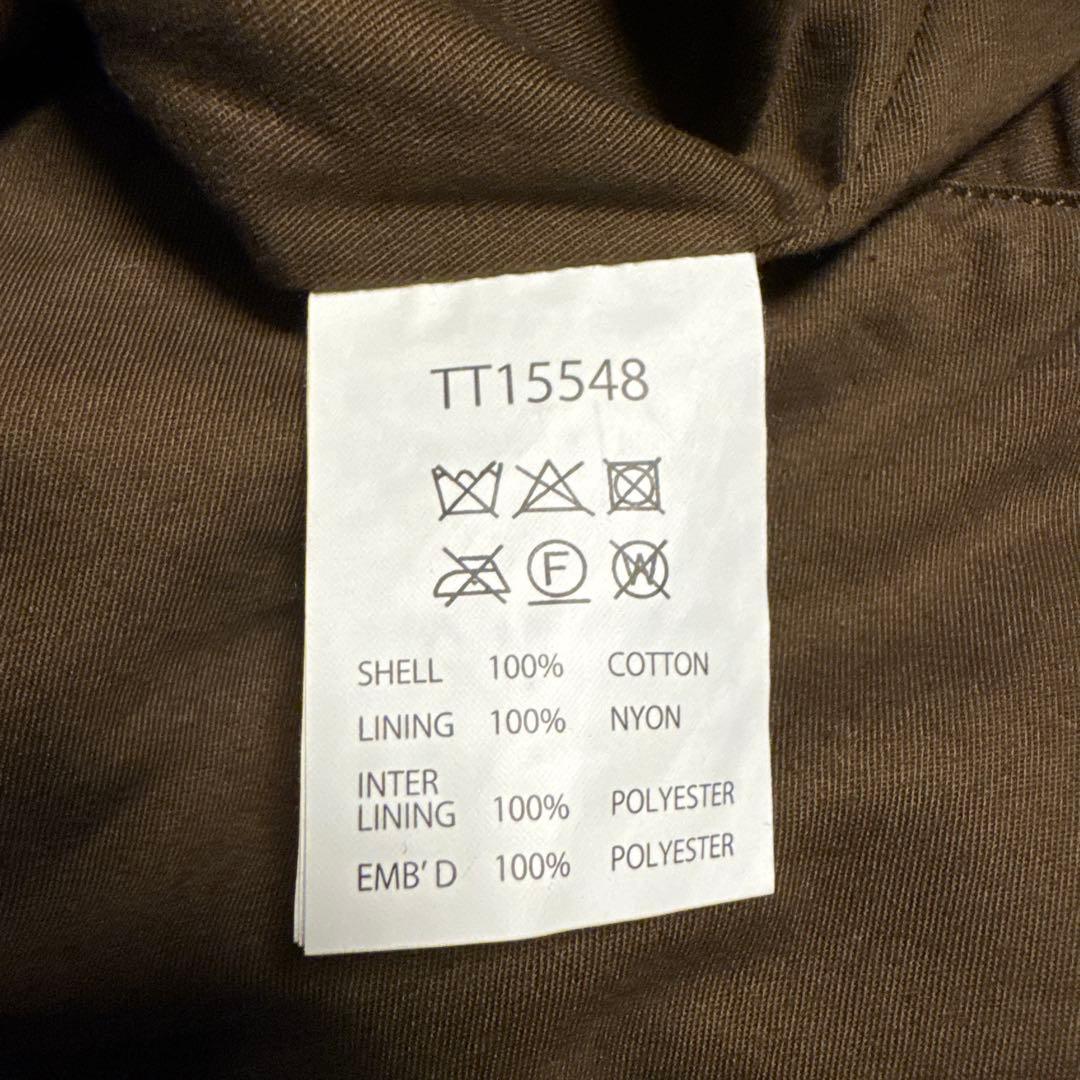 TT15548
F W
SHELL 100% COTTON
LINING 100% NYON
INTER
LINING 100% POLYESTER
EMB' D 100% POLYESTER